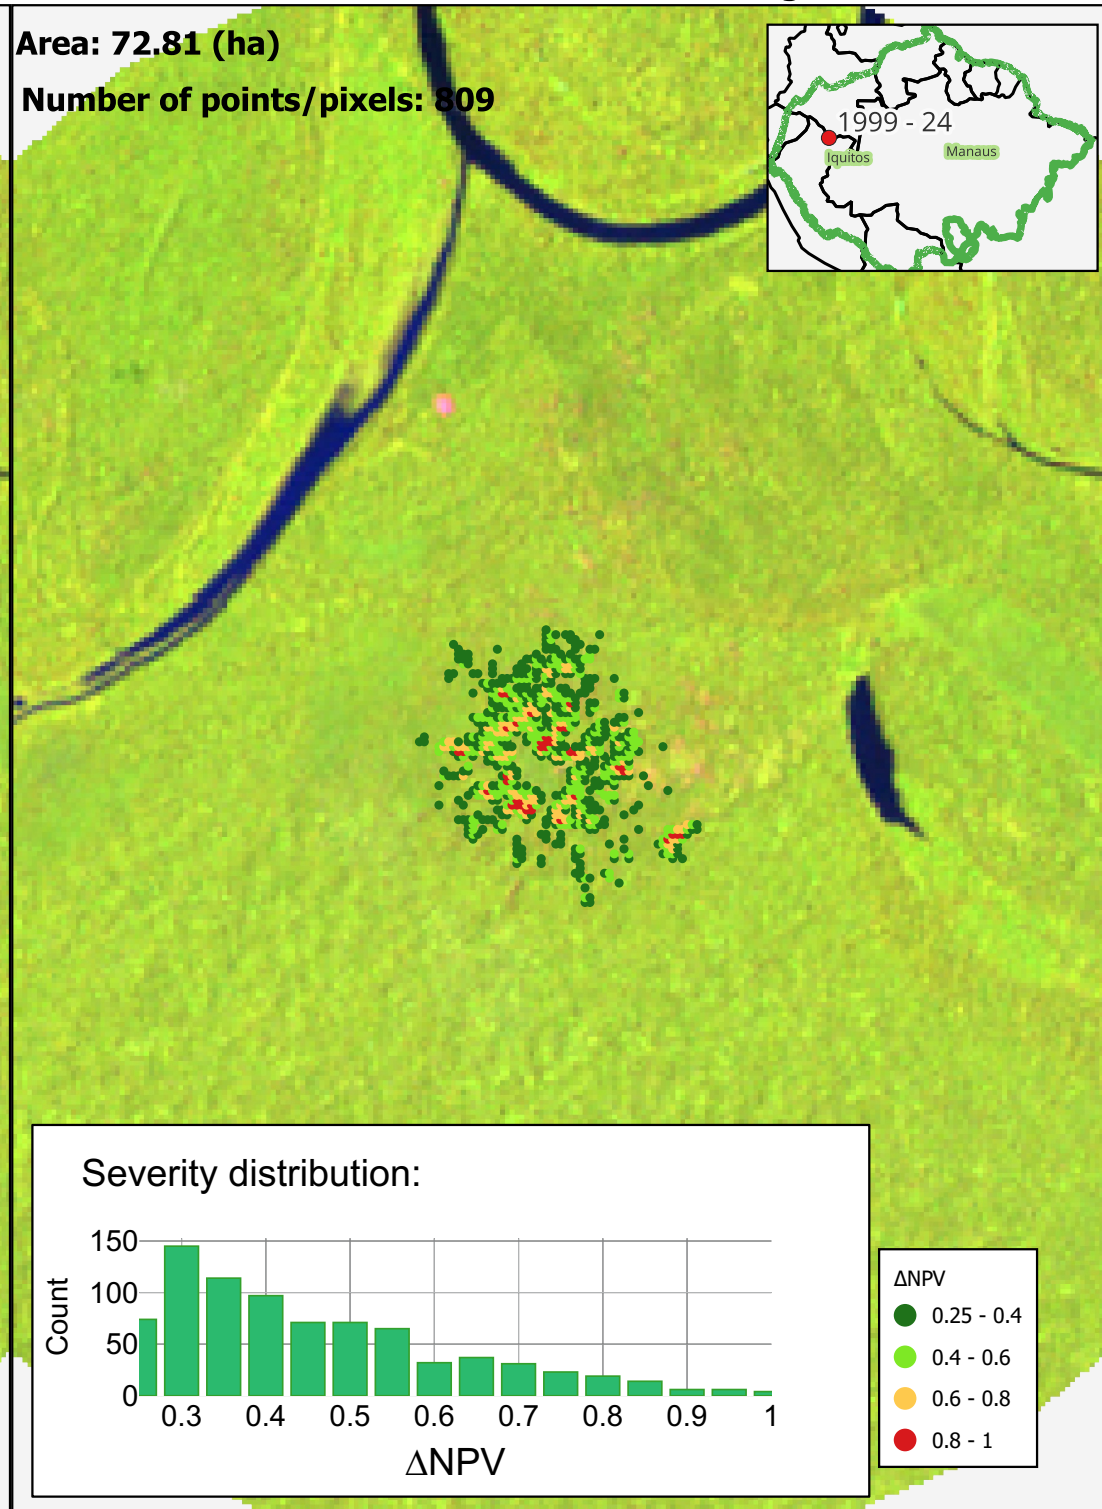 Area: 72.81 (ha)
Number of points/pixels: 809
1999 - 24
Iquitos
Manaus
Severity distribution:
150
100
50
0
Count
0.3 0.4 0.5 0.6 0.7 0.8 0.9 1
ΔNPV
ΔNPV
0.25 - 0.4
0.4 - 0.6
0.6 - 0.8
0.8 - 1